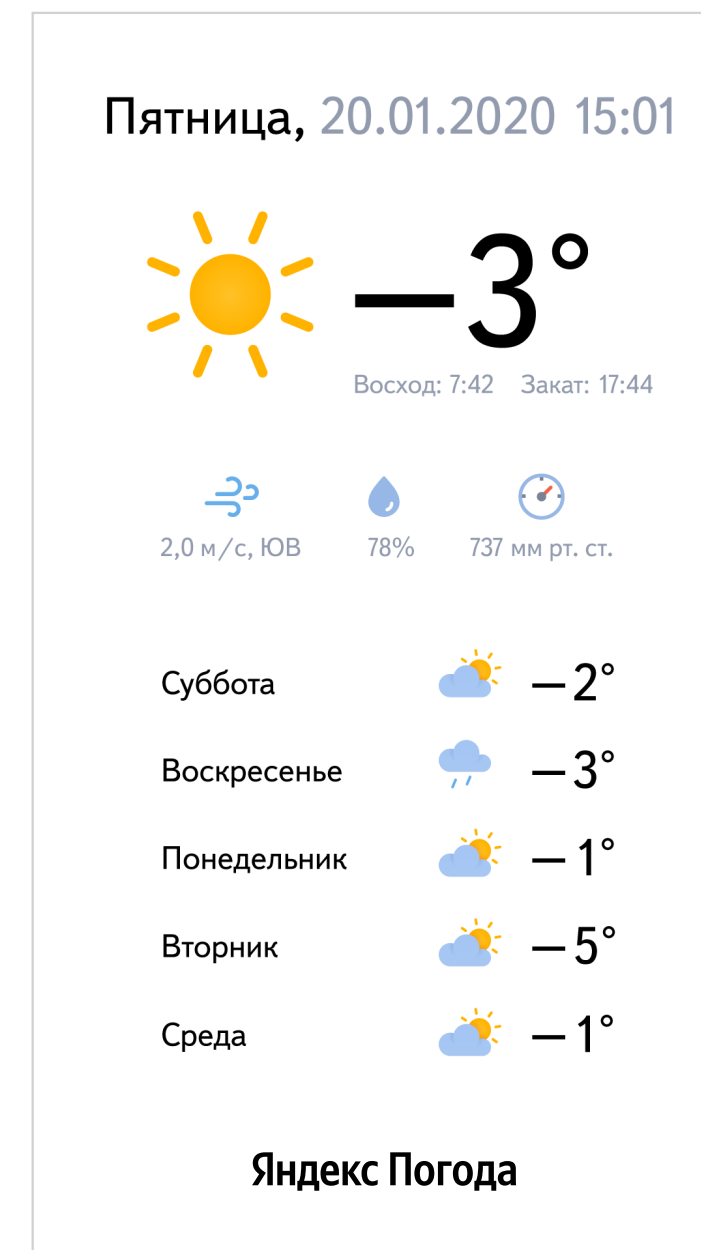 Пятница, 20.01.2020 15:01
—3°
Восход: 7:42 Закат: 17:44
2,0 м/с, ЮВ 78% 737 мм рт. ст.
Суббота —2°
Воскресенье —3°
Понедельник —1°
Вторник —5°
Среда —1°
Яндекс Погода